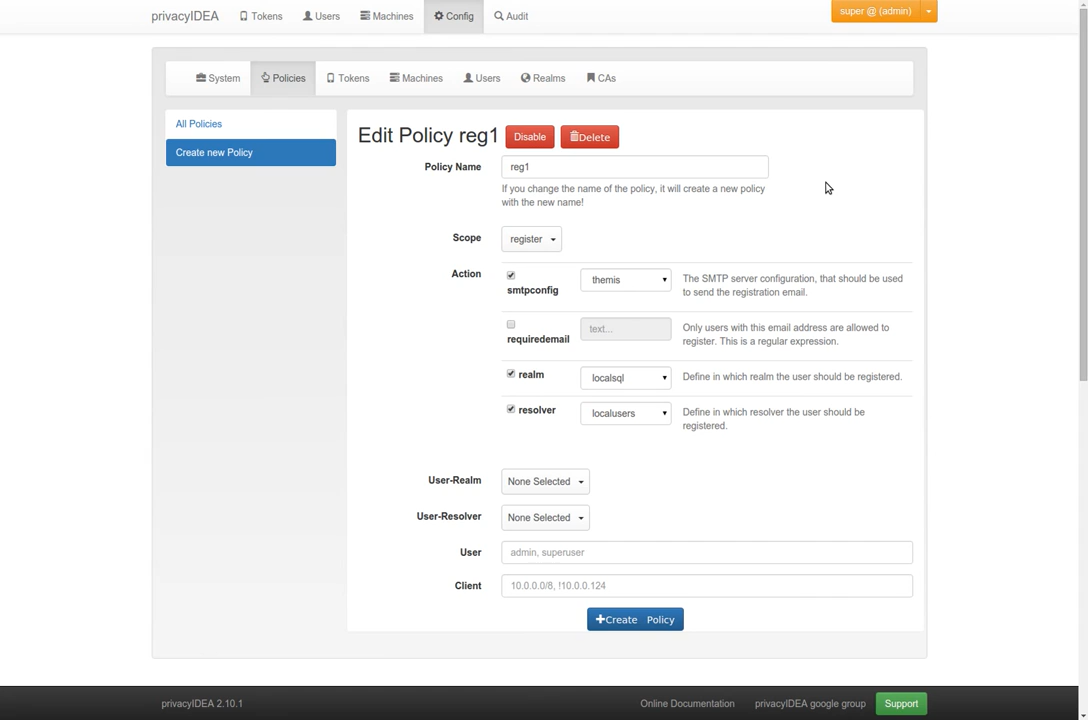 privacyIDEA Tokens Users Machines Config Audit super @ (admin)
System Policies Tokens Machines Users Realms CAs
All Policies
Create new Policy
Edit Policy reg1 Disable Delete
Policy Name reg1
If you change the name of the policy, it will create a new policy
with the new name!
Scope register
Action
smtpconfig themis The SMTP server configuration, that should be used
to send the registration email.
requiredemail text... Only users with this email address are allowed to
register. This is a regular expression.
realm localsql Define in which realm the user should be registered.
resolver localusers Define in which resolver the user should be
registered.
User-Realm None Selected
User-Resolver None Selected
User admin, superuser
Client 10.0.0.0/8, !10.0.0.124
Create Policy
privacyIDEA 2.10.1 Online Documentation privacyIDEA google group Support